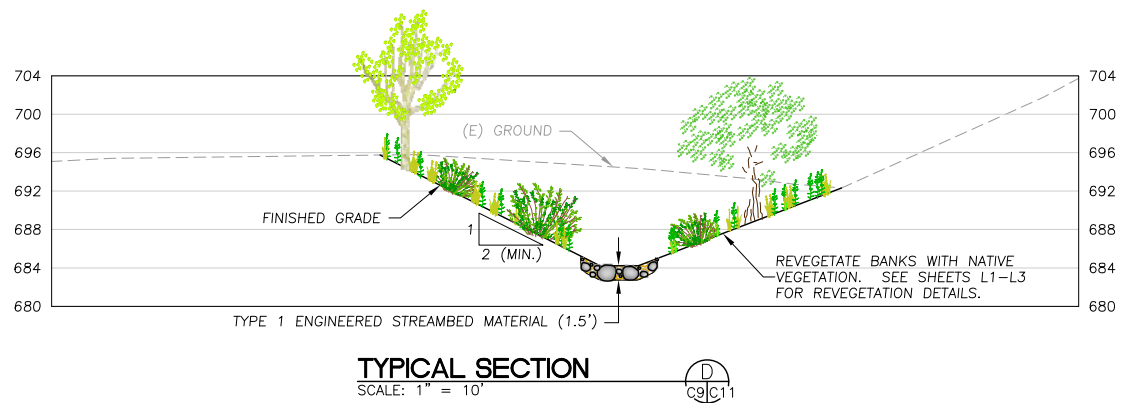 704
700
696
692
688
684
680
704
700
696
692
688
684
680
(E) GROUND
FINISHED GRADE
1
2 (MIN.)
REVEGETATE BANKS WITH NATIVE
VEGETATION. SEE SHEETS L1-L3
FOR REVEGETATION DETAILS.
TYPE 1 ENGINEERED STREAMBED MATERIAL (1.5')
TYPICAL SECTION
SCALE: 1" = 10'
D
C9 C11